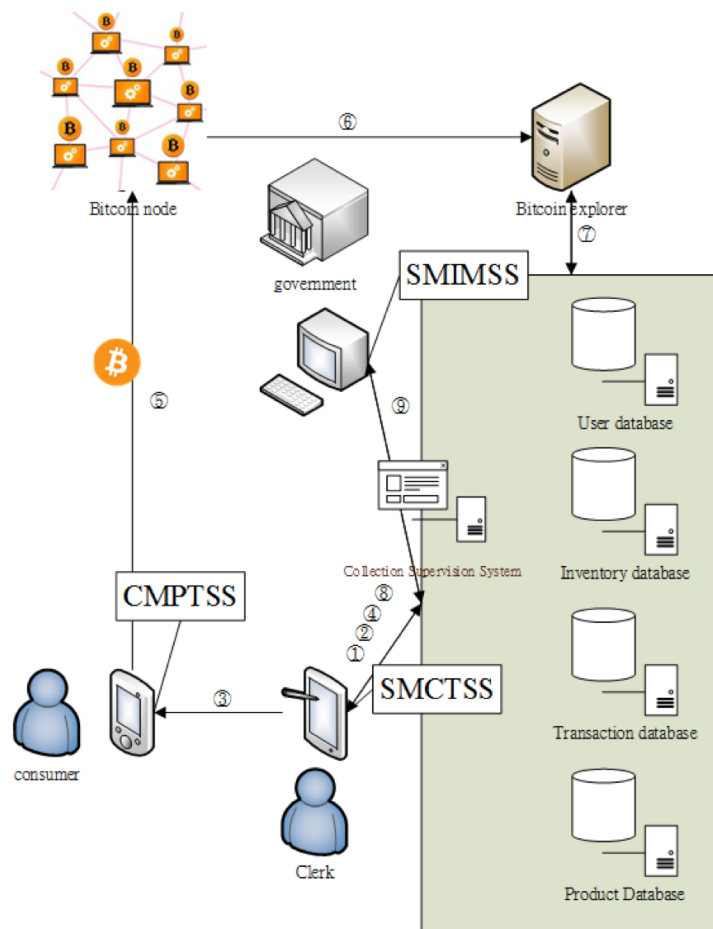 ⑥
Bitcoin node
Bitcoin explorer
⑦
government
SMIMSS
⑤
⑨
User database
Collection Supervision System
Inventory database
⑧
④
②
①
CMPTSS
SMCTSS
③
Transaction database
consumer
Clerk
Product Database